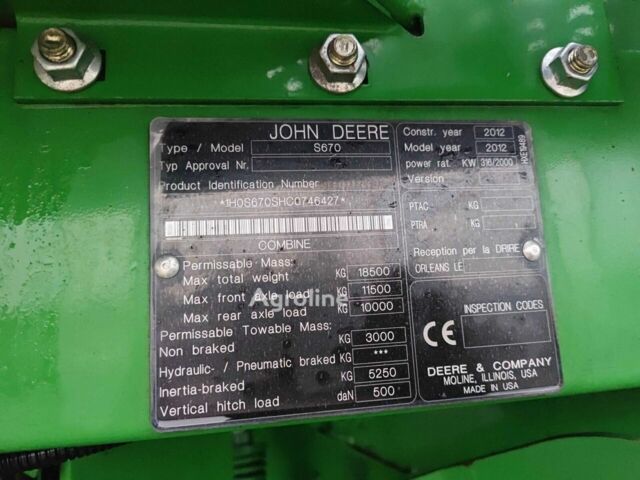 JOHN DEERE
Type / Model S670
Typ Approval Nr.
Product Identification Number
*1H0S670SHC0746427*
COMBINE
Permissable Mass:
Max total weight KG 18500
Max front axle load KG 11500
Max rear axle load KG 10000
Permissable Towable Mass:
Non braked KG 3000
Hydraulic- / Pneumatic braked KG ***
Inertia-braked KG 5250
Vertical hitch load daN 500
Constr. year 2012
Model year 2012
power rat. KW 316/2000
Version
HXE19489
PTAC KG
PTRA KG
Reception per la DRIRE
ORLEANS LE
INSPECTION CODES
CE
DEERE & COMPANY
MOLINE, ILLINOIS, USA
MADE IN USA
Agroline